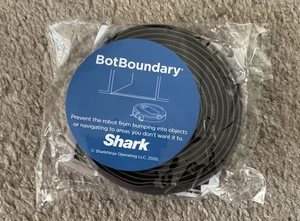 BotBoundary™
Prevent the robot from bumping into objects
or navigating to areas you don't want it to.
Shark
© SharkNinja Operating LLC, 2020.